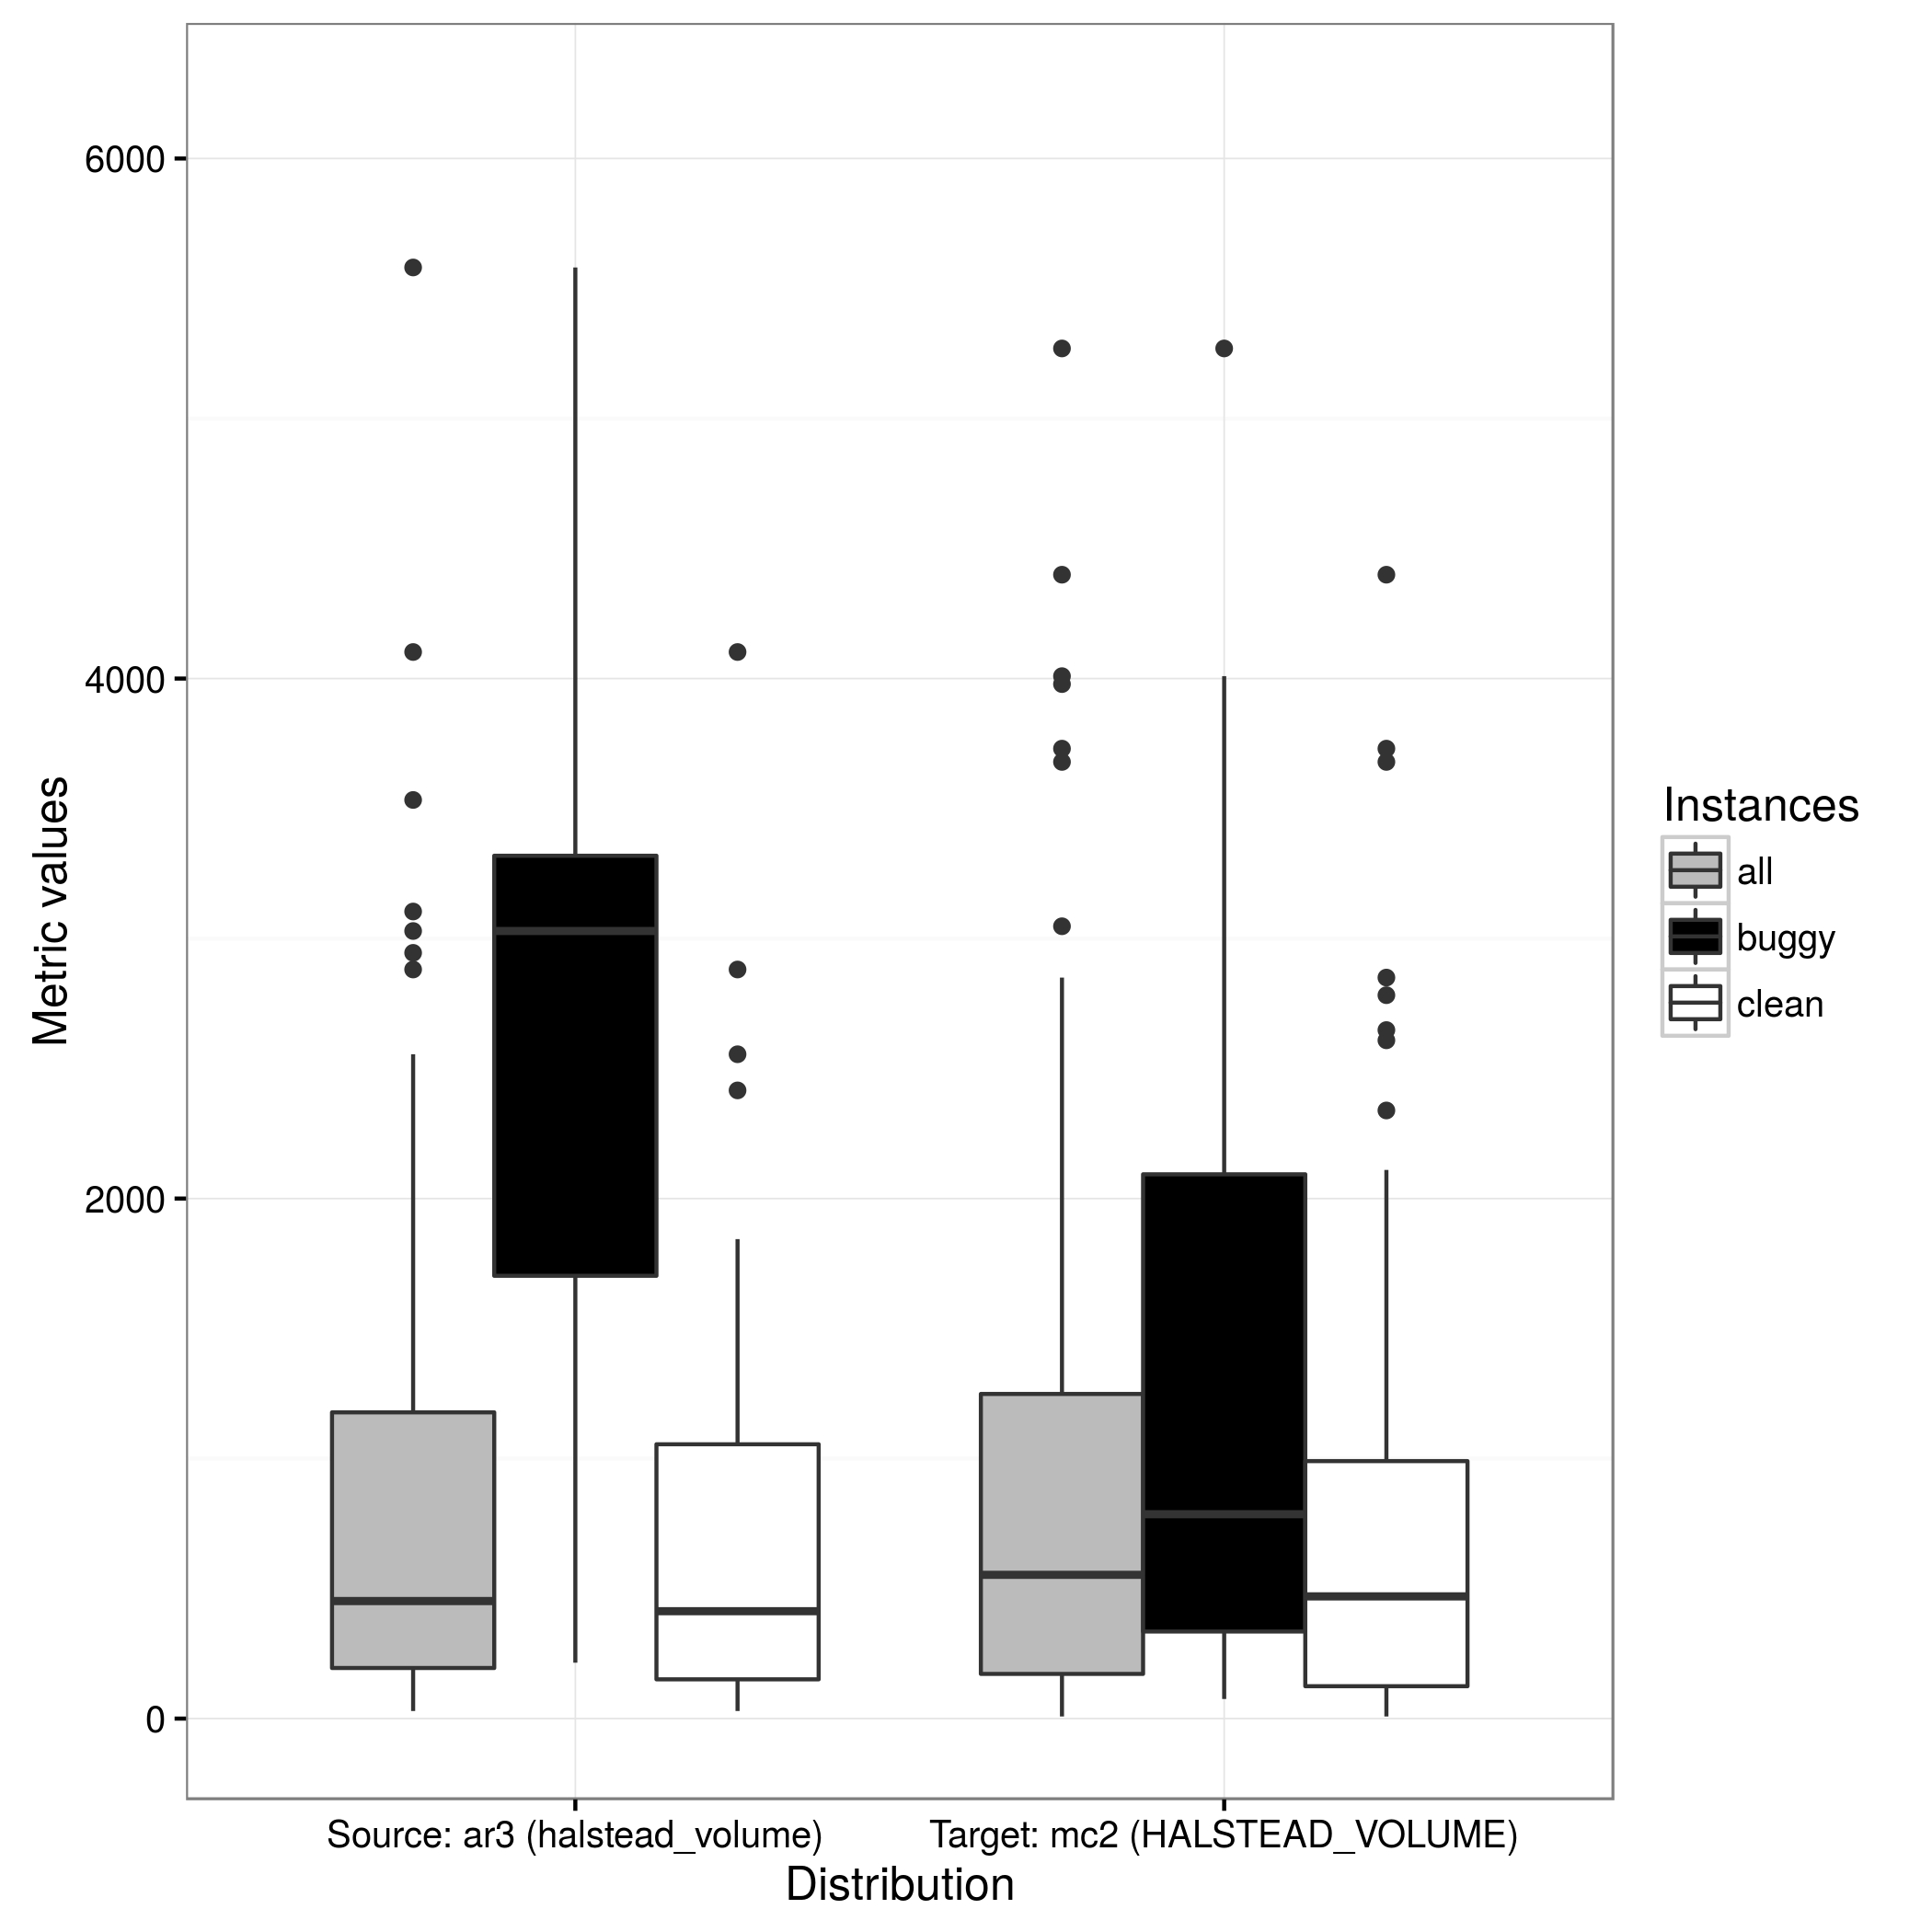 6000
4000
2000
0
Metric values
Source: ar3 (halstead_volume)
Target: mc2 (HALSTEAD_VOLUME)
Distribution
Instances
all
buggy
clean